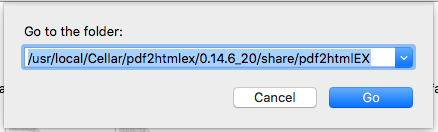 Go to the folder:
/usr/local/Cellar/pdf2htmlex/0.14.6_20/share/pdf2htmlEX
Cancel
Go